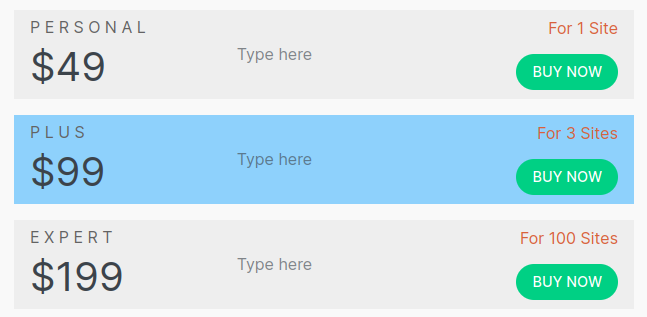 PERSONAL
For 1 Site
$49
Type here
BUY NOW
PLUS
For 3 Sites
$99
Type here
BUY NOW
EXPERT
For 100 Sites
$199
Type here
BUY NOW